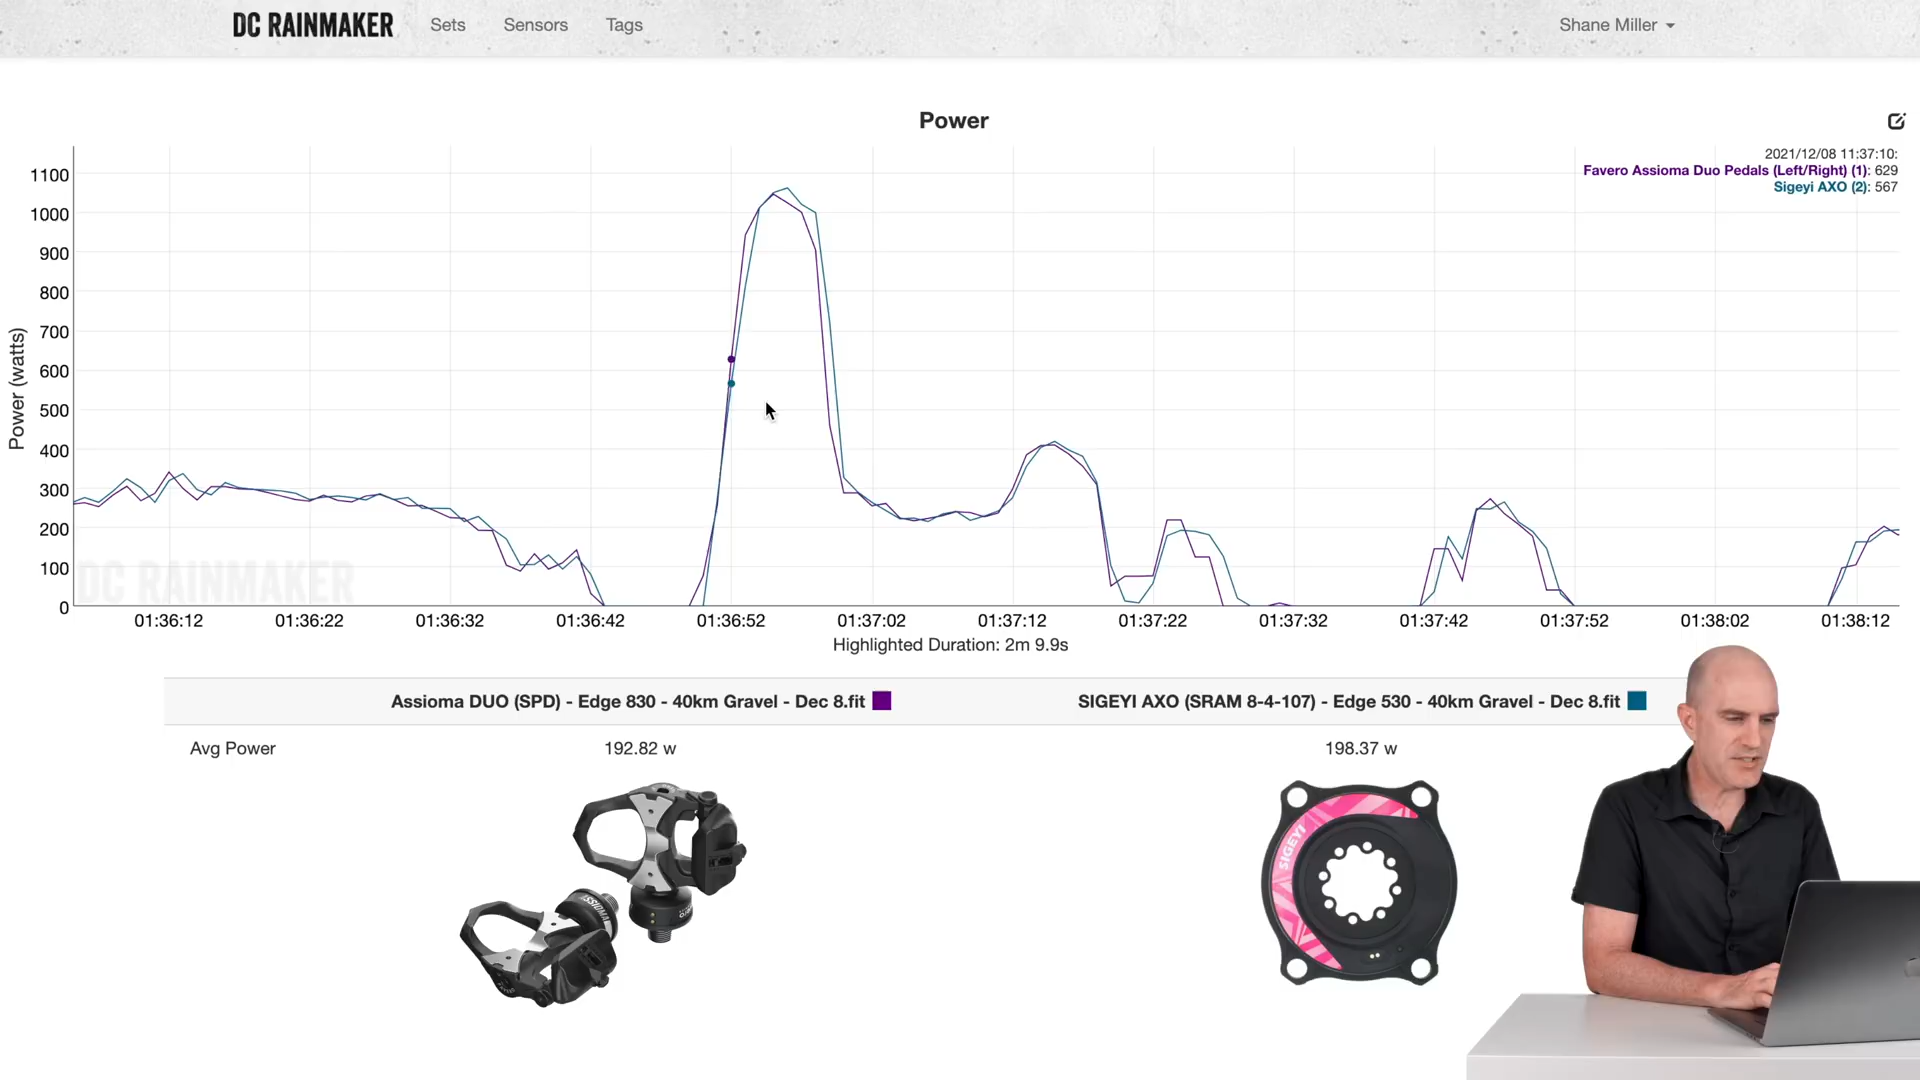 DC RAINMAKER Sets Sensors Tags Shane Miller
Power
2021/12/08 11:37:10:
Favero Assioma Duo Pedals (Left/Right) (1): 629
Sigeyi AXO (2): 567
Power (watts)
1100
1000
900
800
700
600
500
400
300
200
100
0
DC RAINMAKER
01:36:12 01:36:22 01:36:32 01:36:42 01:36:52 01:37:02 01:37:12 01:37:22 01:37:32 01:37:42 01:37:52 01:38:02 01:38:12
Highlighted Duration: 2m 9.9s
Assioma DUO (SPD) - Edge 830 - 40km Gravel - Dec 8.fit SIGEYI AXO (SRAM 8-4-107) - Edge 530 - 40km Gravel - Dec 8.fit
Avg Power 192.82 w 198.37 w
ASSIOMA
SIGEYI